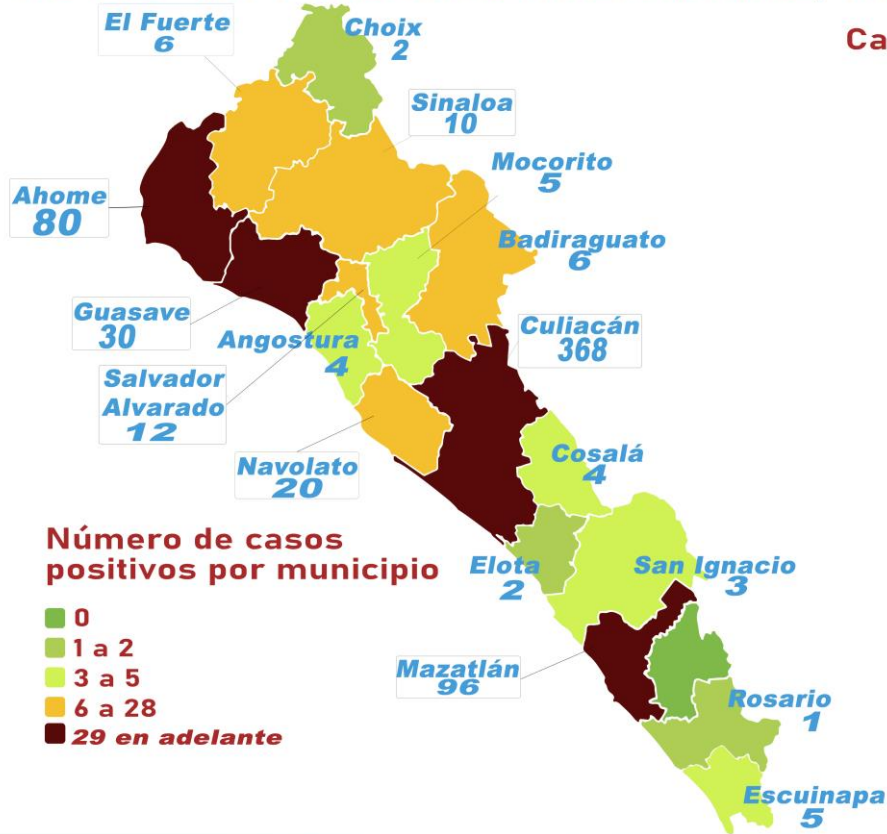 El Fuerte
6
Choix
2
Ca
Sinaloa
10
Mocorito
5
Ahome
80
Badiraguato
6
Guasave
30
Angostura
4
Culiacán
368
Salvador
Alvarado
12
Navolato
20
Cosalá
4
Número de casos
positivos por municipio
0
1 a 2
3 a 5
6 a 28
29 en adelante
Elota
2
San Ignacio
3
Mazatlán
96
Rosario
1
Escuinapa
5